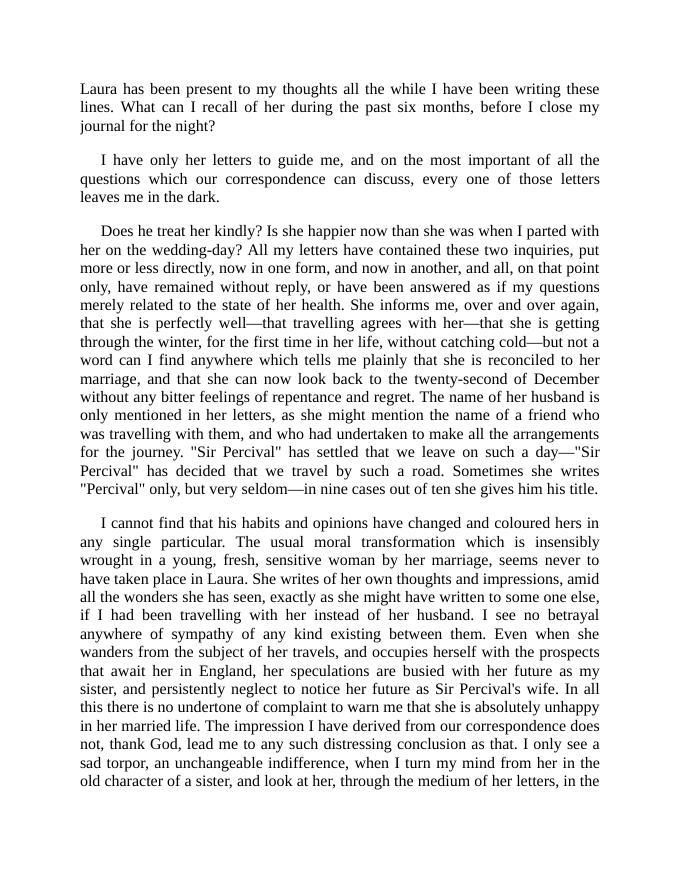 Laura has been present to my thoughts all the while I have been writing these
lines. What can I recall of her during the past six months, before I close my
journal for the night?
I have only her letters to guide me, and on the most important of all the
questions which our correspondence can discuss, every one of those letters
leaves me in the dark.
Does he treat her kindly? Is she happier now than she was when I parted with
her on the wedding-day? All my letters have contained these two inquiries, put
more or less directly, now in one form, and now in another, and all, on that point
only, have remained without reply, or have been answered as if my questions
merely related to the state of her health. She informs me, over and over again,
that she is perfectly well—that travelling agrees with her—that she is getting
through the winter, for the first time in her life, without catching cold—but not a
word can I find anywhere which tells me plainly that she is reconciled to her
marriage, and that she can now look back to the twenty-second of December
without any bitter feelings of repentance and regret. The name of her husband is
only mentioned in her letters, as she might mention the name of a friend who
was travelling with them, and who had undertaken to make all the arrangements
for the journey. "Sir Percival" has settled that we leave on such a day—"Sir
Percival" has decided that we travel by such a road. Sometimes she writes
"Percival" only, but very seldom—in nine cases out of ten she gives him his title.
I cannot find that his habits and opinions have changed and coloured hers in
any single particular. The usual moral transformation which is insensibly
wrought in a young, fresh, sensitive woman by her marriage, seems never to
have taken place in Laura. She writes of her own thoughts and impressions, amid
all the wonders she has seen, exactly as she might have written to some one else,
if I had been travelling with her instead of her husband. I see no betrayal
anywhere of sympathy of any kind existing between them. Even when she
wanders from the subject of her travels, and occupies herself with the prospects
that await her in England, her speculations are busied with her future as my
sister, and persistently neglect to notice her future as Sir Percival's wife. In all
this there is no undertone of complaint to warn me that she is absolutely unhappy
in her married life. The impression I have derived from our correspondence does
not, thank God, lead me to any such distressing conclusion as that. I only see a
sad torpor, an unchangeable indifference, when I turn my mind from her in the
old character of a sister, and look at her, through the medium of her letters, in the